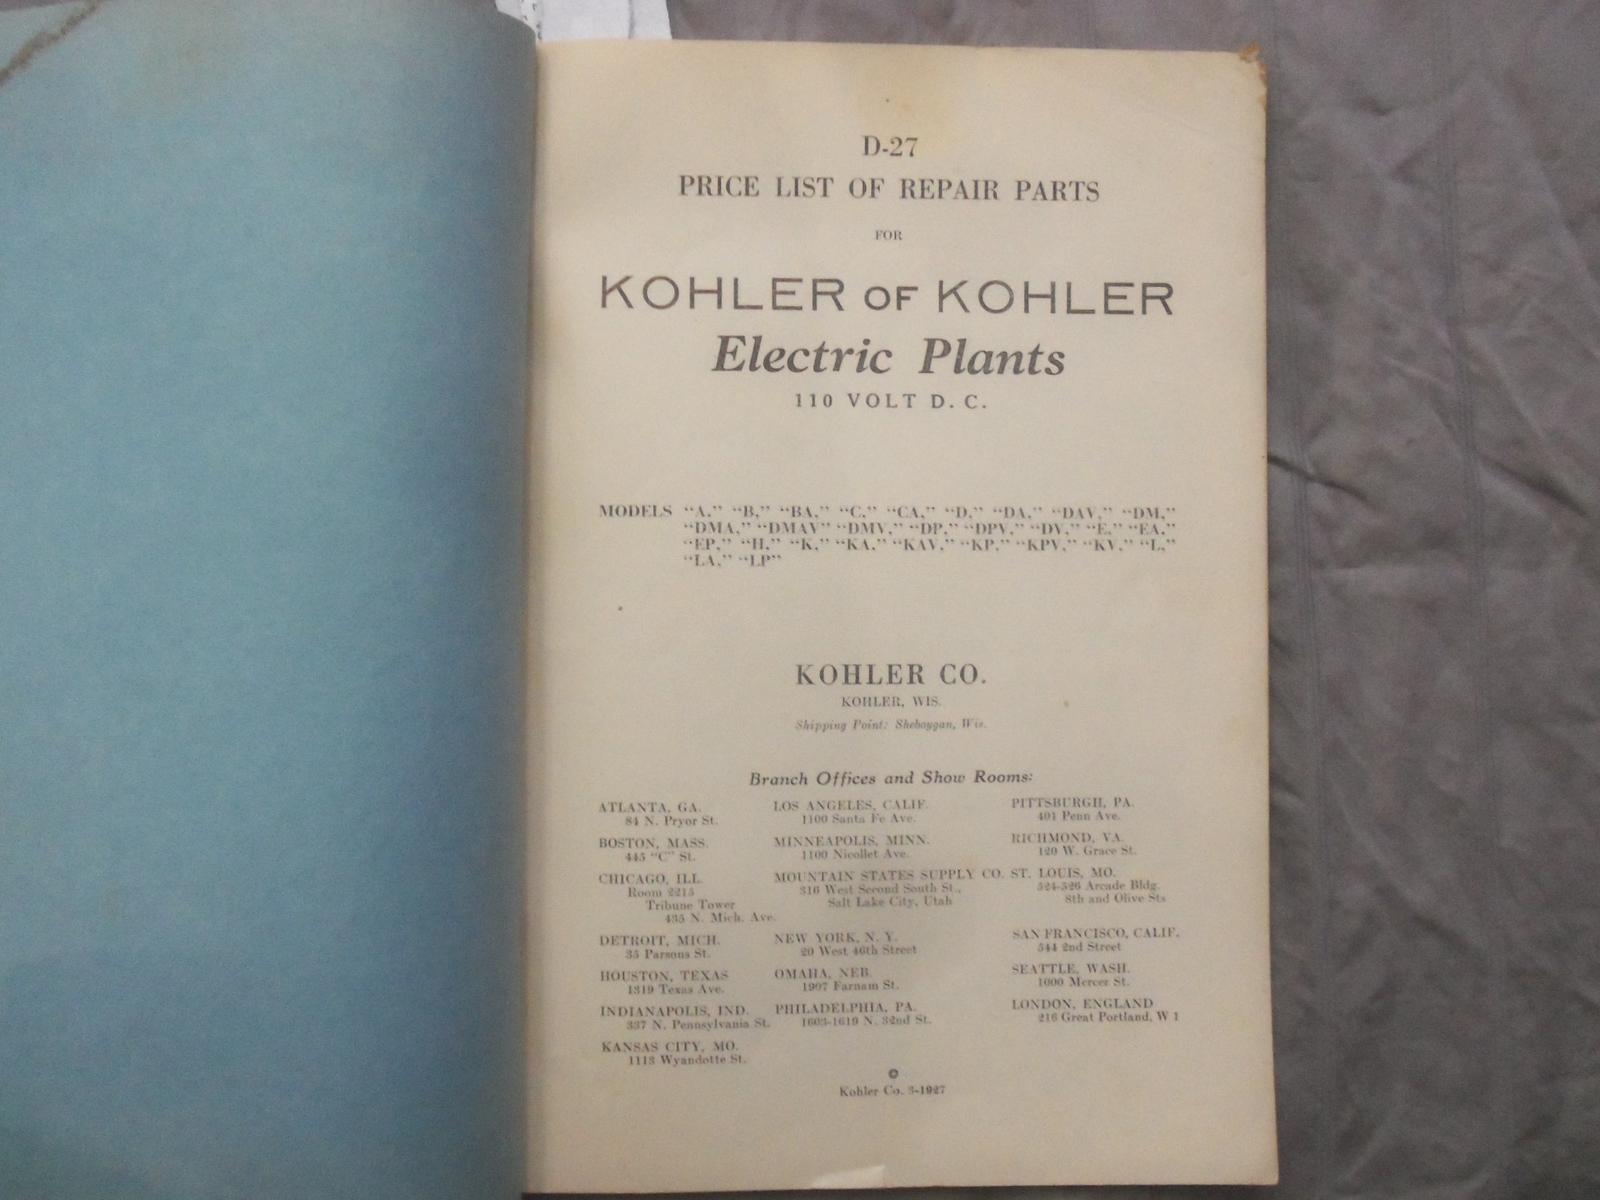 D-27
PRICE LIST OF REPAIR PARTS
FOR
KOHLER OF KOHLER
Electric Plants
110 VOLT D. C.
MODELS "A," "B," "BA," "C," "CA," "D," "DA," "DAV," "DM,"
"DMA," "DMAV" "DMV," "DP," "DPV," "DV," "E," "EA,"
"EP," "H," "K," "KA," "KAV," "KP," "KPV," "KV," "L,"
"LA," "LP"
KOHLER CO.
KOHLER, WIS.
Shipping Point: Sheboygan, Wis.
Branch Offices and Show Rooms:
ATLANTA, GA.
84 N. Pryor St.
BOSTON, MASS.
445 "C" St.
CHICAGO, ILL.
Room 2215
Tribune Tower
435 N. Mich. Ave.
DETROIT, MICH.
35 Parsons St.
HOUSTON, TEXAS
1319 Texas Ave.
INDIANAPOLIS, IND.
337 N. Pennsylvania St.
KANSAS CITY, MO.
1113 Wyandotte St.
LOS ANGELES, CALIF.
1100 Santa Fe Ave.
MINNEAPOLIS, MINN.
1100 Nicollet Ave.
MOUNTAIN STATES SUPPLY CO.
316 West Second South St.,
Salt Lake City, Utah
NEW YORK, N. Y.
20 West 46th Street
OMAHA, NEB.
1907 Farnam St.
PHILADELPHIA, PA.
1603-1619 N. 32nd St.
PITTSBURGH, PA.
401 Penn Ave.
RICHMOND, VA.
120 W. Grace St.
ST. LOUIS, MO.
524-526 Arcade Bldg.
8th and Olive Sts
SAN FRANCISCO, CALIF.
544 2nd Street
SEATTLE, WASH.
1000 Mercer St.
LONDON, ENGLAND
216 Great Portland, W 1
©
Kohler Co. 3-1927